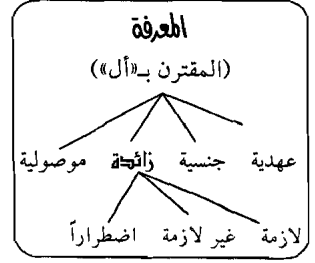 المعرفة
(المقترن بـ«أل»)
عهدية جنسية زائدة موصولية
لازمة غير لازمة اضطراراً